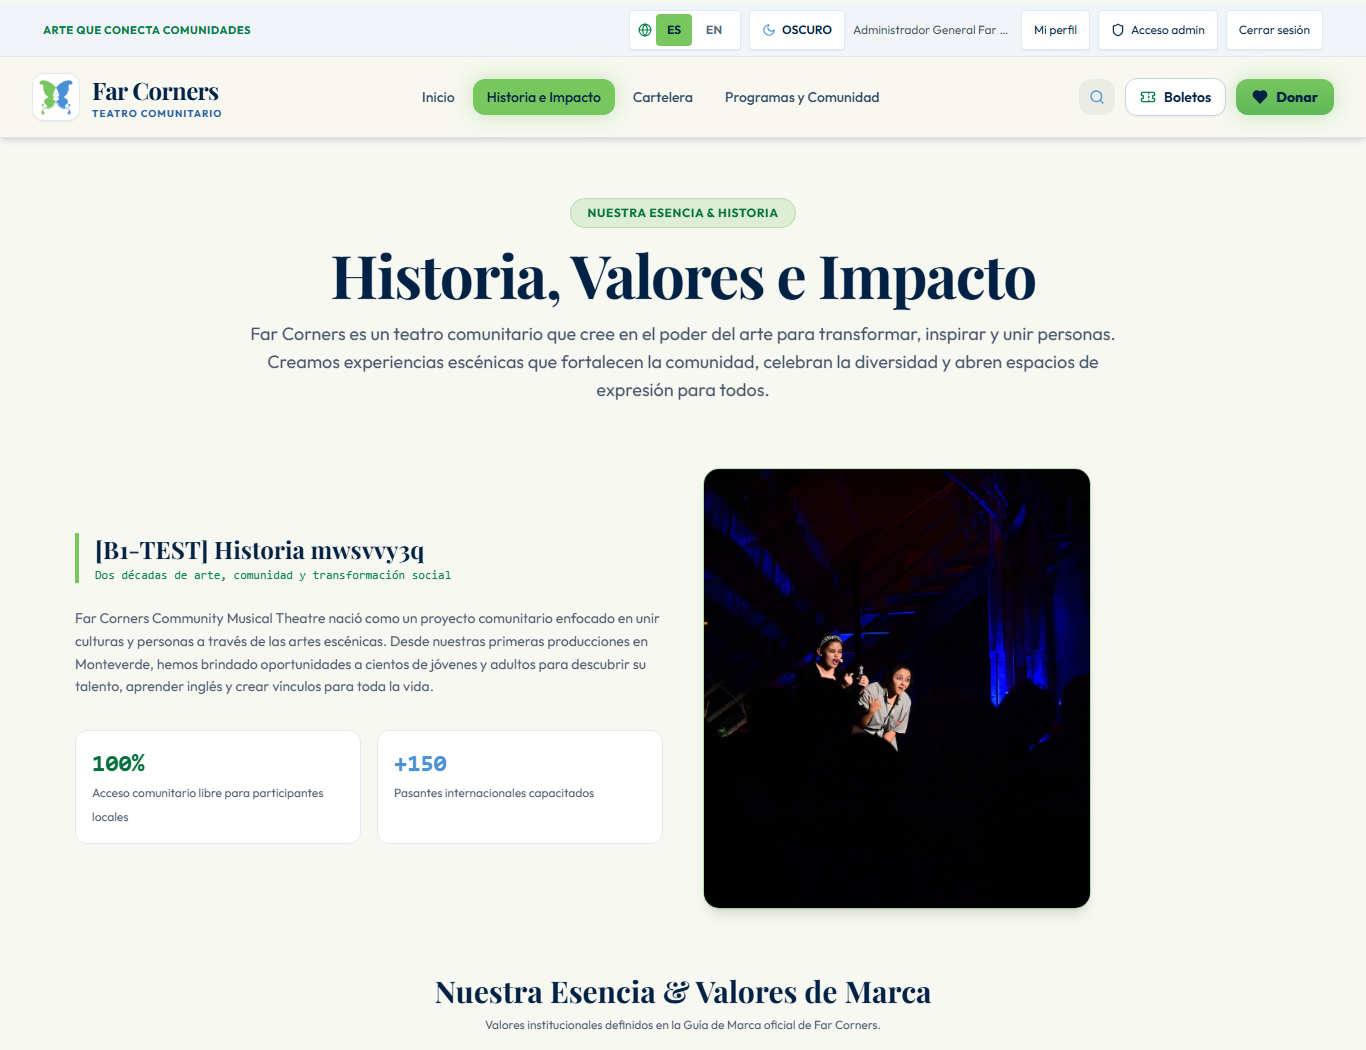 ARTE QUE CONECTA COMUNIDADES
ES
EN
OSCURO
Administrador General Far ...
Mi perfil
Acceso admin
Cerrar sesión
Far Corners
TEATRO COMUNITARIO
Inicio
Historia e Impacto
Cartelera
Programas y Comunidad
Boletos
Donar
NUESTRA ESENCIA & HISTORIA
Historia, Valores e Impacto
Far Corners es un teatro comunitario que cree en el poder del arte para transformar, inspirar y unir personas.
Creamos experiencias escénicas que fortalecen la comunidad, celebran la diversidad y abren espacios de
expresión para todos.
[B1-TEST] Historia mwsvvy3q
Dos décadas de arte, comunidad y transformación social
Far Corners Community Musical Theatre nació como un proyecto comunitario enfocado en unir
culturas y personas a través de las artes escénicas. Desde nuestras primeras producciones en
Monteverde, hemos brindado oportunidades a cientos de jóvenes y adultos para descubrir su
talento, aprender inglés y crear vínculos para toda la vida.
100%
Acceso comunitario libre para participantes
locales
+150
Pasantes internacionales capacitados
Nuestra Esencia & Valores de Marca
Valores institucionales definidos en la Guía de Marca oficial de Far Corners.